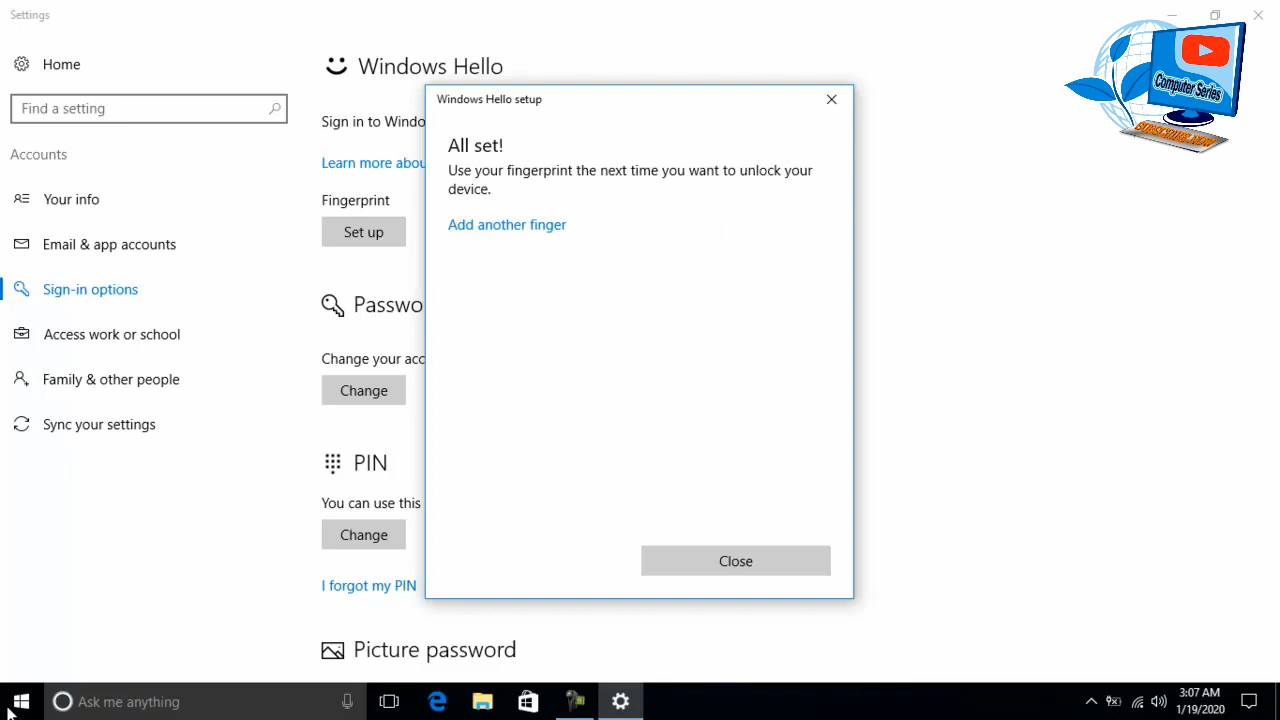 Settings
Home
Find a setting
Accounts
Your info
Email & app accounts
Sign-in options
Access work or school
Family & other people
Sync your settings
Windows Hello
Sign in to Windo
Learn more abou
Fingerprint
Set up
Passwo
Change your acc
Change
PIN
You can use this
Change
I forgot my PIN
Picture password
Windows Hello setup
All set!
Use your fingerprint the next time you want to unlock your
device.
Add another finger
Close
Computer Series
SUBSCRIBE NOW
Ask me anything
3:07 AM
1/19/2020